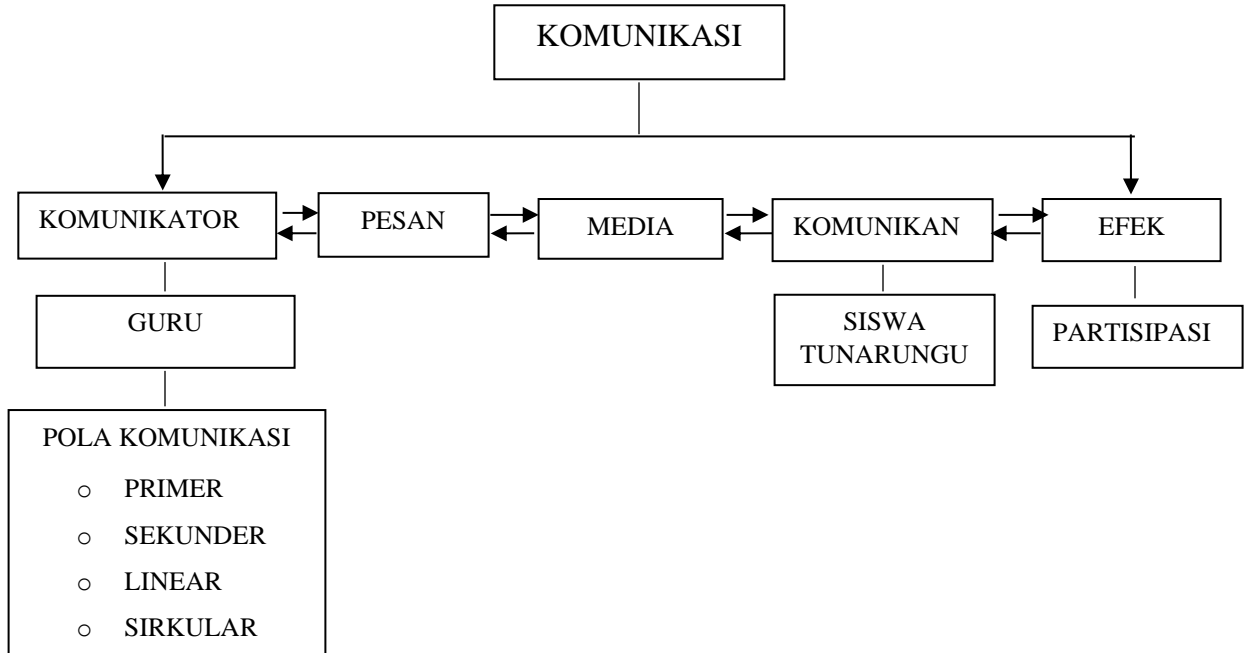 KOMUNIKASI
KOMUNIKATOR
PESAN
MEDIA
KOMUNIKAN
EFEK
GURU
SISWA
TUNARUNGU
PARTISIPASI
POLA KOMUNIKASI
o PRIMER
o SEKUNDER
o LINEAR
o SIRKULAR